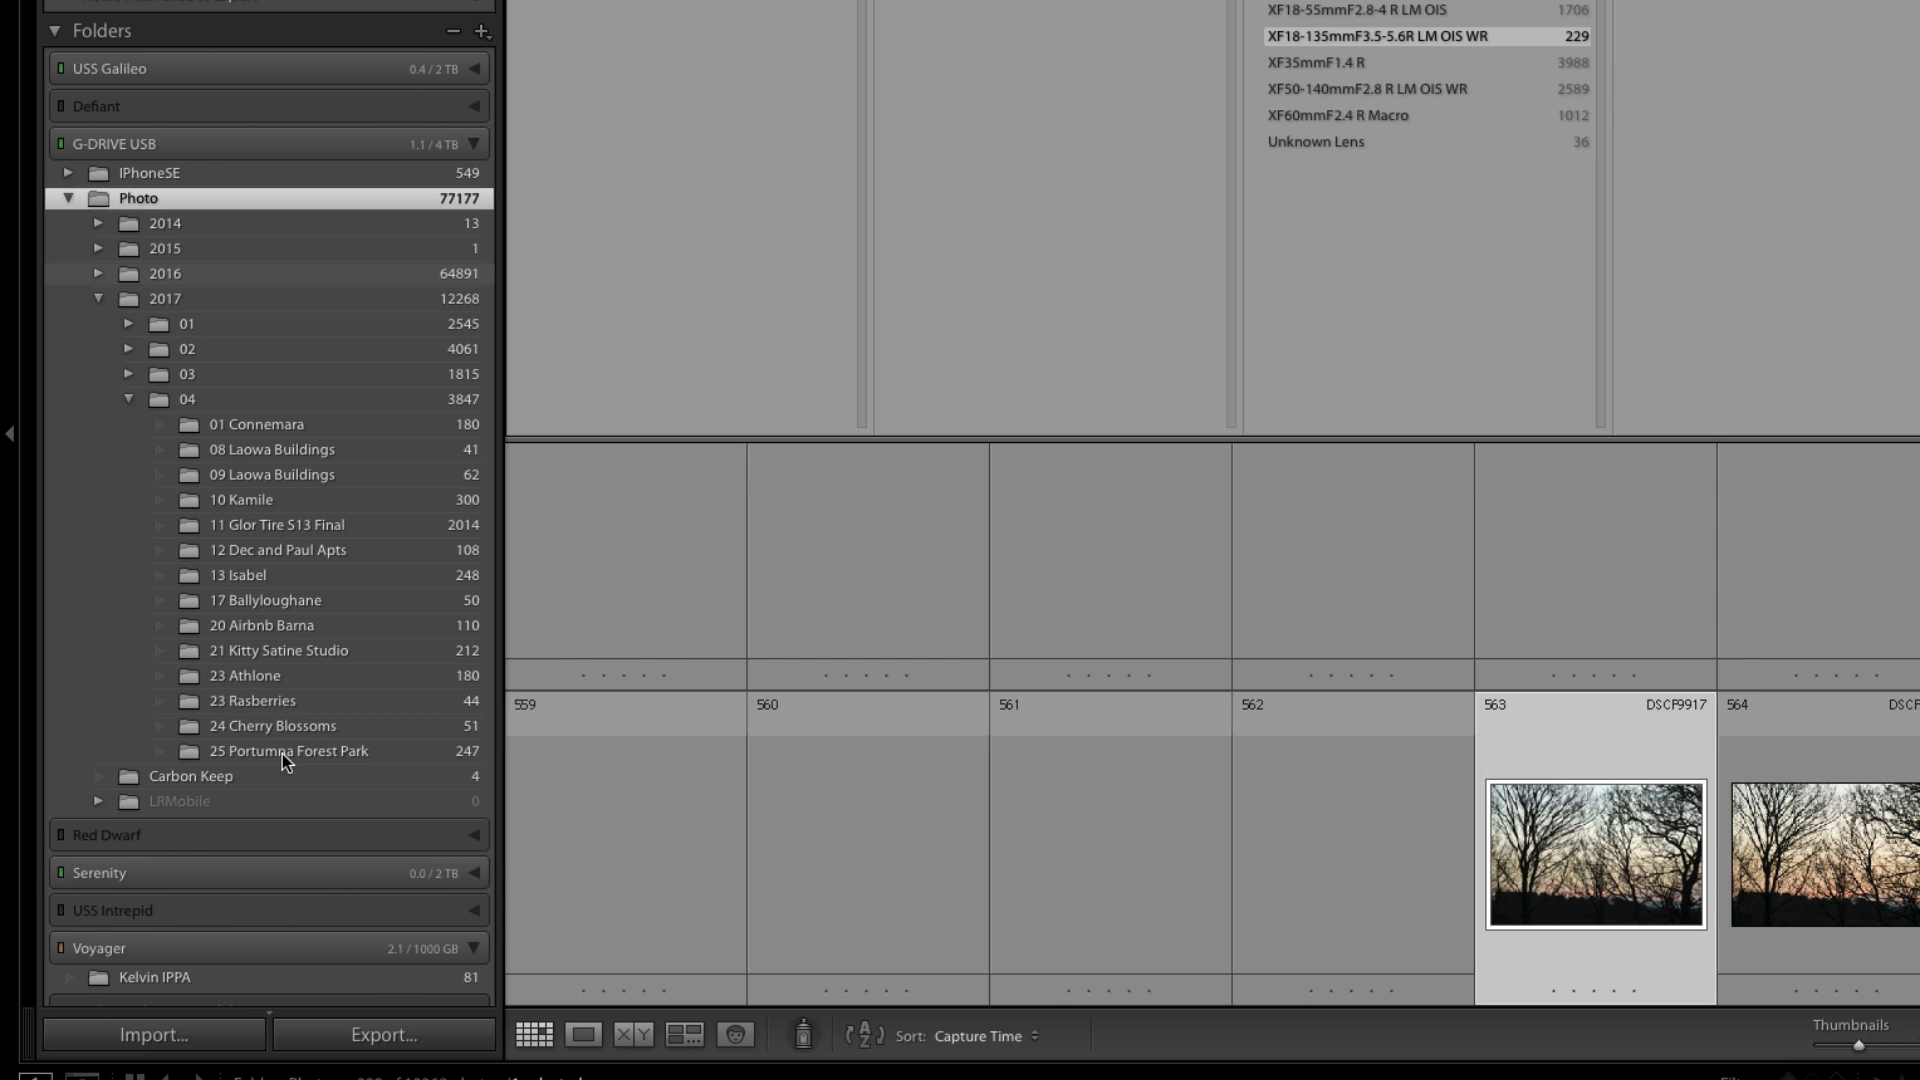 Folders
USS Galileo 0.4 / 2 TB
Defiant
G-DRIVE USB 1.1 / 4 TB
IPhoneSE 549
Photo 77177
2014 13
2015 1
2016 64891
2017 12268
01 2545
02 4061
03 1815
04 3847
01 Connemara 180
08 Laowa Buildings 41
09 Laowa Buildings 62
10 Kamile 300
11 Glor Tire S13 Final 2014
12 Dec and Paul Apts 108
13 Isabel 248
17 Ballyloughane 50
20 Airbnb Barna 110
21 Kitty Satine Studio 212
23 Athlone 180
23 Rasberries 44
24 Cherry Blossoms 51
25 Portumna Forest Park 247
Carbon Keep 4
LRMobile 0
Red Dwarf
Serenity 0.0 / 2 TB
USS Intrepid
Voyager 2.1 / 1000 GB
Kelvin IPPA 81
Import... Export...
XF18-55mmF2.8-4 R LM OIS 1706
XF18-135mmF3.5-5.6R LM OIS WR 229
XF35mmF1.4 R 3988
XF50-140mmF2.8 R LM OIS WR 2589
XF60mmF2.4 R Macro 1012
Unknown Lens 36
559 560 561 562 563 DSCF9917 564 DSCF
X Y Sort: Capture Time Thumbnails